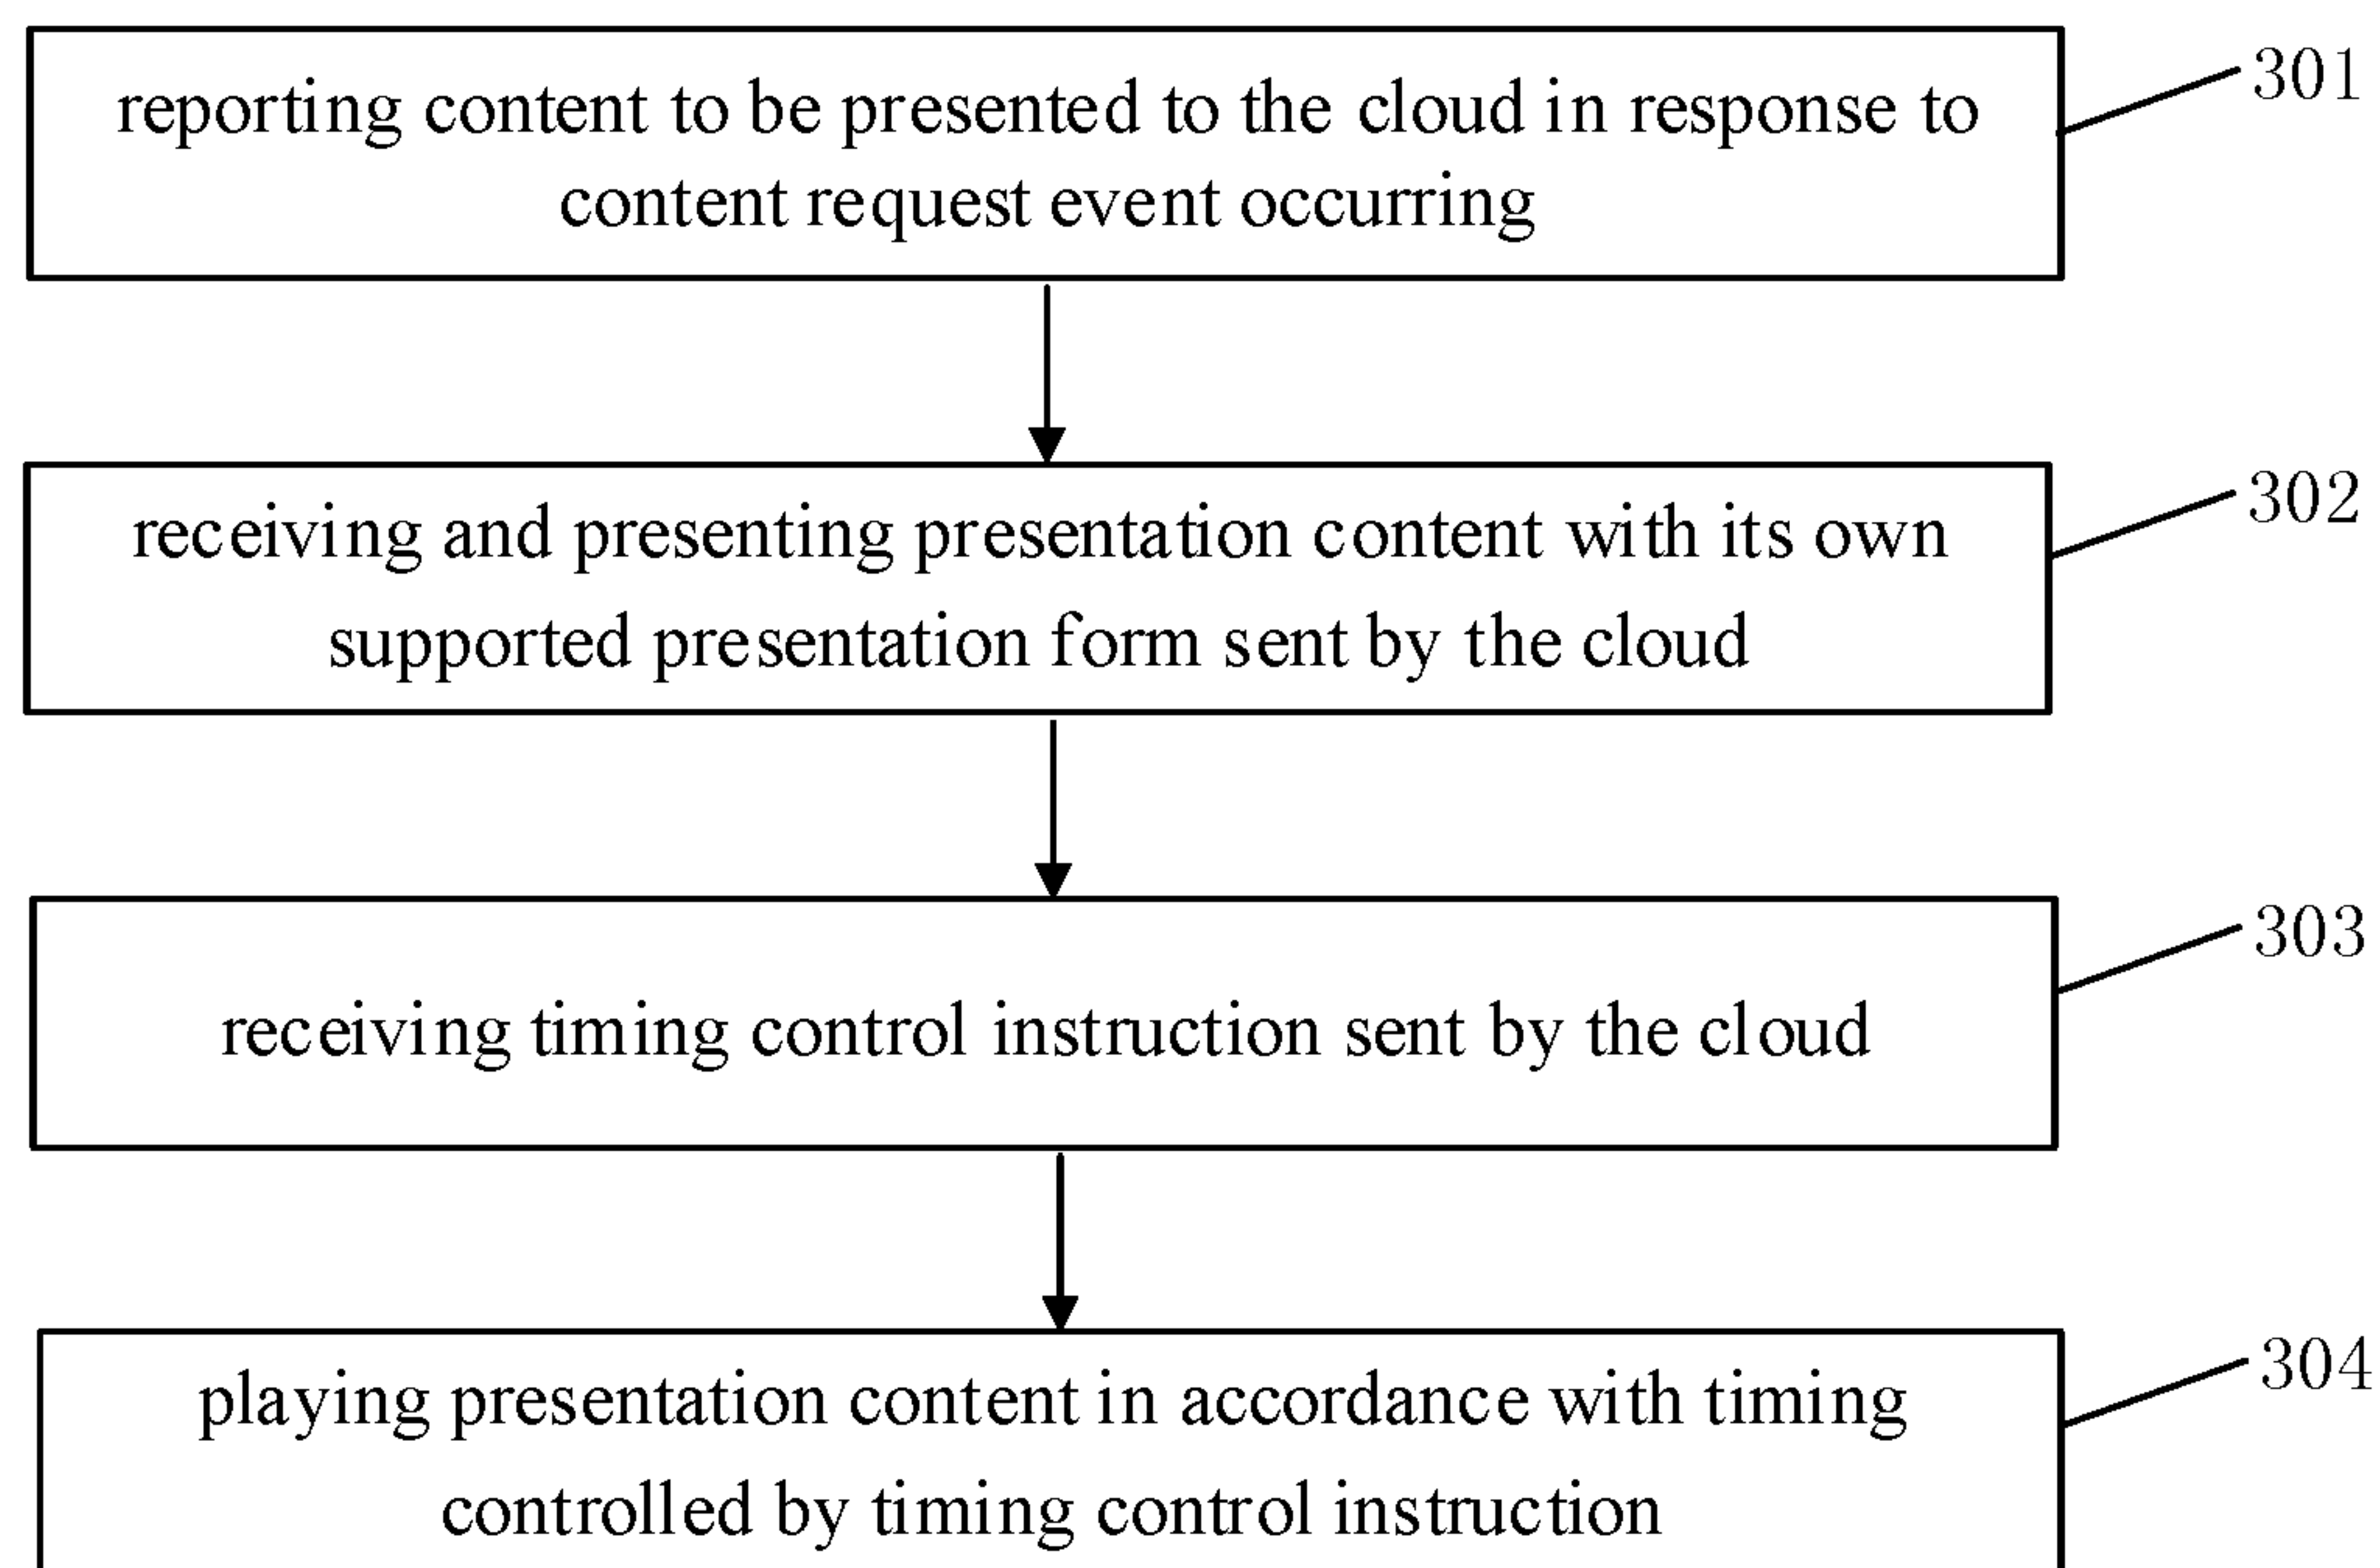 301
reporting content to be presented to the cloud in response to
content request event occurring
302
receiving and presenting presentation content with its own
supported presentation form sent by the cloud
303
receiving timing control instruction sent by the cloud
304
playing presentation content in accordance with timing
controlled by timing control instruction